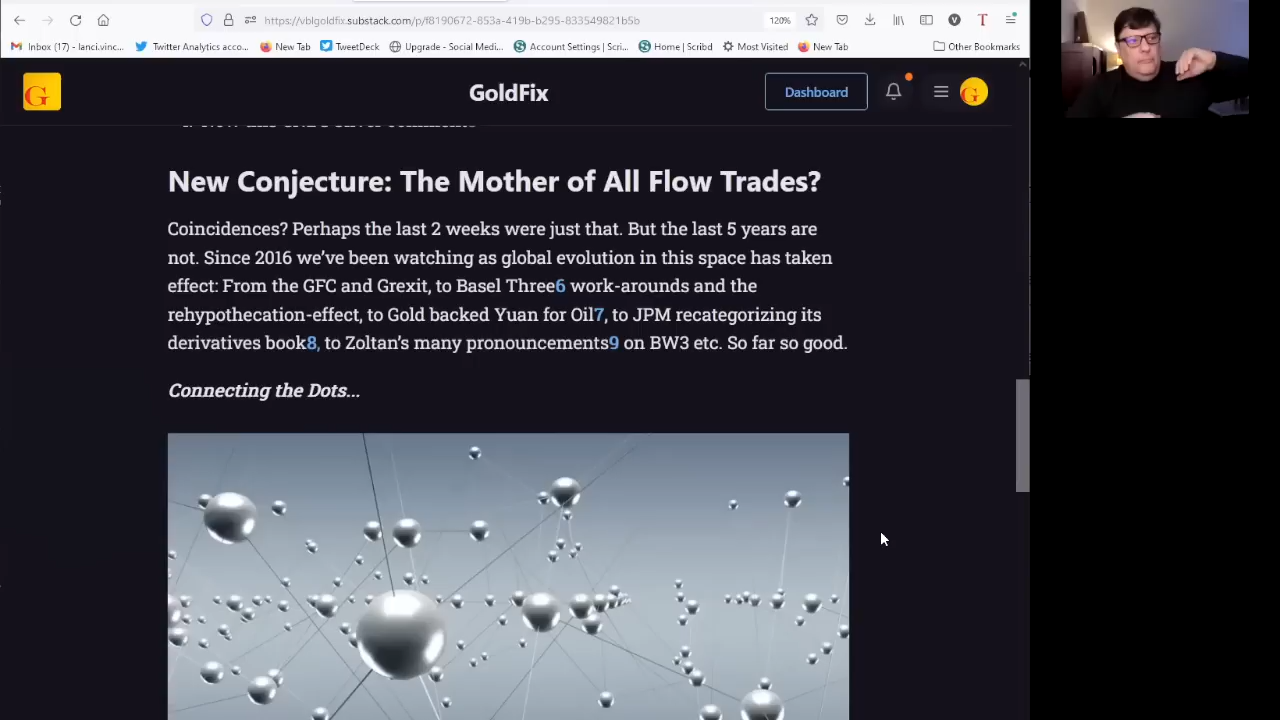 https://vblgoldfix.substack.com/p/f8190672-853a-419b-b295-833549821b5b
120%
Inbox (17) - lanci.vinc...
Twitter Analytics acco...
New Tab
TweetDeck
Upgrade - Social Medi...
Account Settings | Scri...
Home | Scribd
Most Visited
New Tab
Other Bookmarks
G
GoldFix
Dashboard
G
New Conjecture: The Mother of All Flow Trades?
Coincidences? Perhaps the last 2 weeks were just that. But the last 5 years are
not. Since 2016 we’ve been watching as global evolution in this space has taken
effect: From the GFC and Grexit, to Basel Three6 work-arounds and the
rehypothecation-effect, to Gold backed Yuan for Oil7, to JPM recategorizing its
derivatives book8, to Zoltan’s many pronouncements9 on BW3 etc. So far so good.
Connecting the Dots...